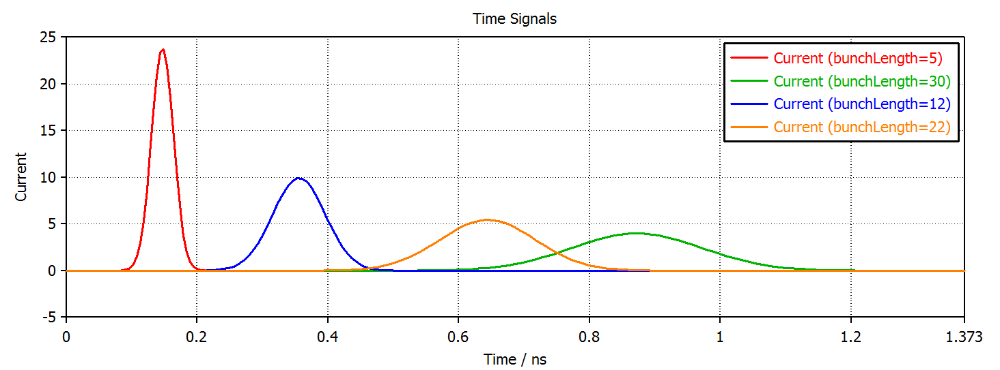 Time Signals
25
20
15
10
5
0
-5
Current
Current (bunchLength=5)
Current (bunchLength=30)
Current (bunchLength=12)
Current (bunchLength=22)
0 0.2 0.4 0.6 0.8 1 1.2 1.373
Time / ns